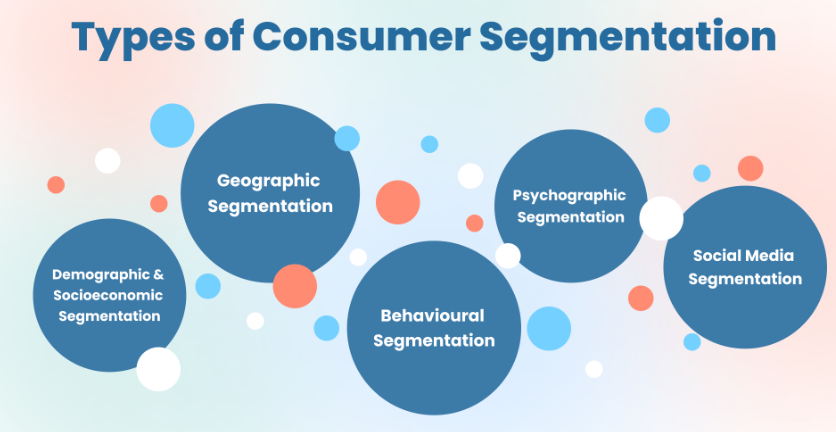 Types of Consumer Segmentation
Demographic &
Socioeconomic
Segmentation
Geographic
Segmentation
Behavioural
Segmentation
Psychographic
Segmentation
Social Media
Segmentation